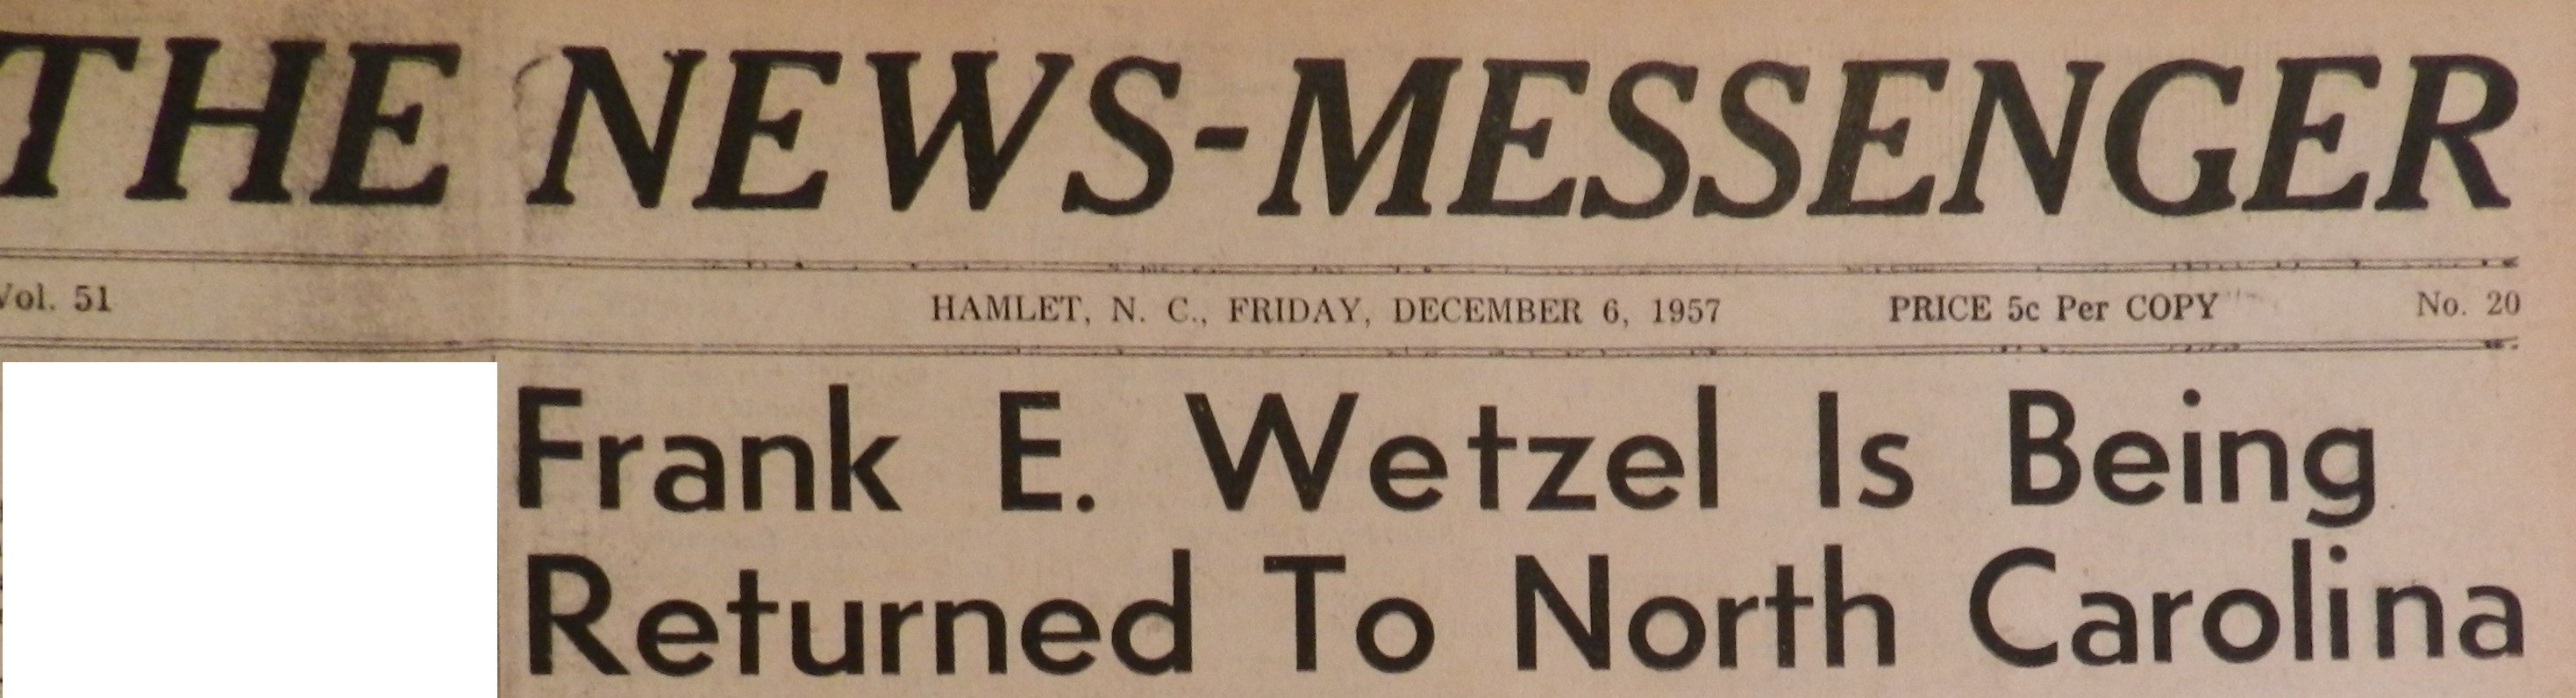 THE NEWS-MESSENGER
Vol. 51 HAMLET, N. C., FRIDAY, DECEMBER 6, 1957 PRICE 5c Per COPY No. 20
Frank E. Wetzel Is Being
Returned To North Carolina